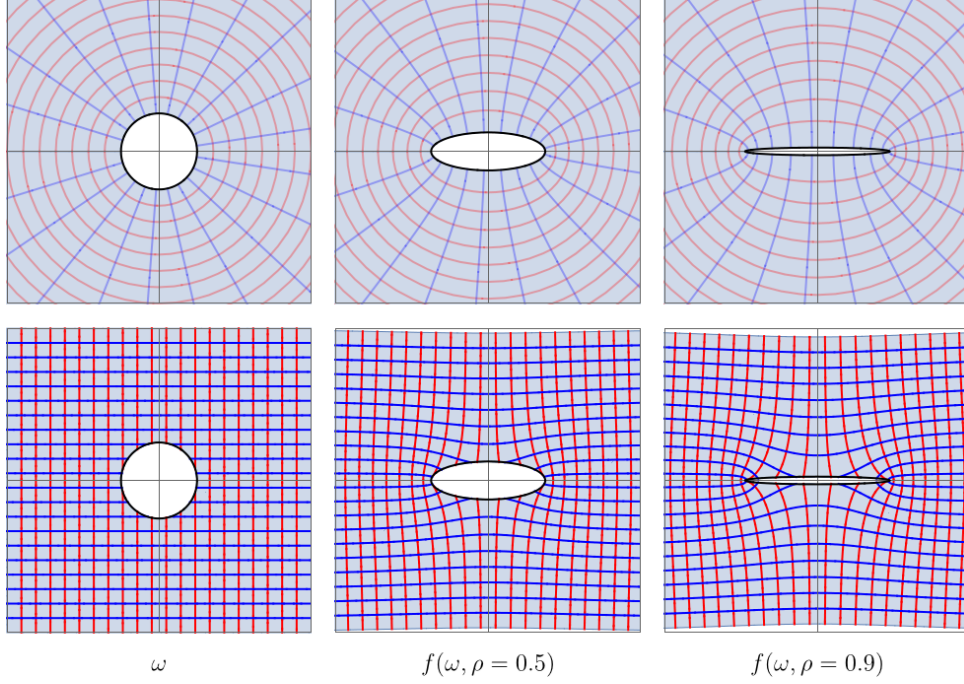 ω
f(ω, ρ = 0.5)
f(ω, ρ = 0.9)